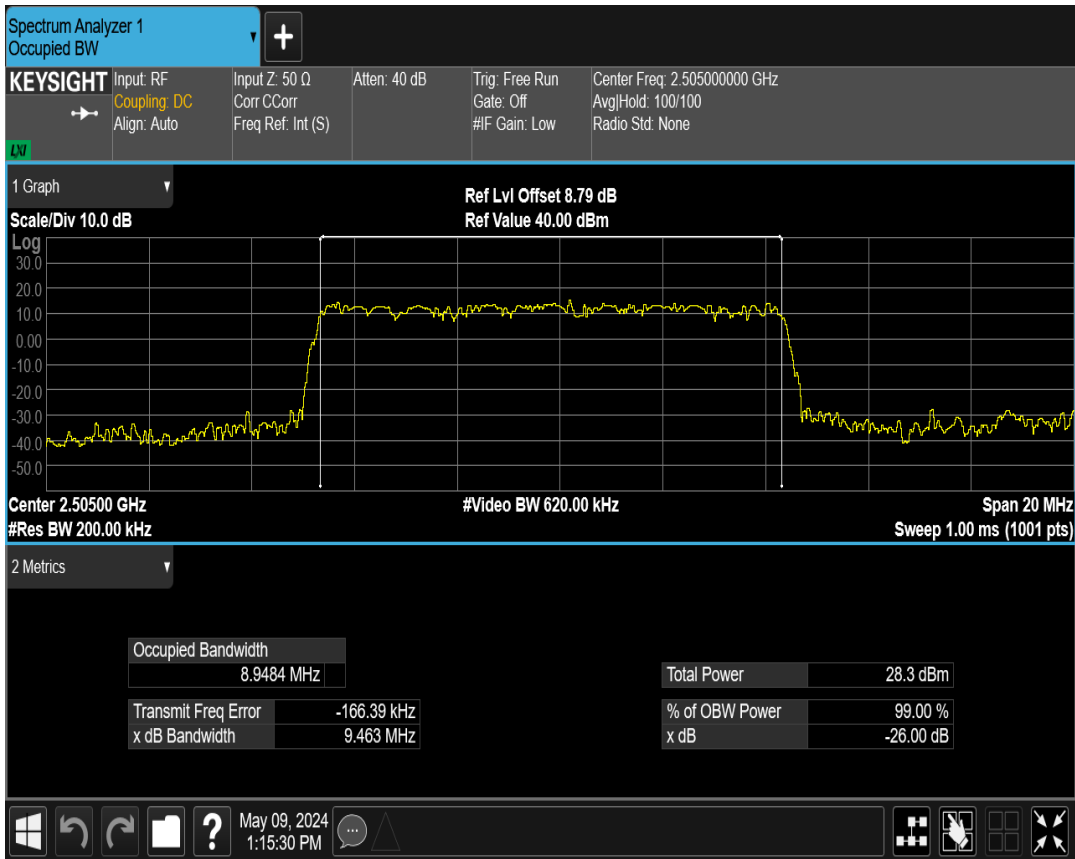 Spectrum Analyzer 1
Occupied BW
KEYSIGHT
LXI
Input: RF
Coupling: DC
Align: Auto
Input Z: 50 Ω
Corr CCorr
Freq Ref: Int (S)
Atten: 40 dB
Trig: Free Run
Gate: Off
#IF Gain: Low
Center Freq: 2.505000000 GHz
Avg|Hold: 100/100
Radio Std: None
1 Graph
Scale/Div 10.0 dB
Ref Lvl Offset 8.79 dB
Ref Value 40.00 dBm
Log
30.0
20.0
10.0
0.00
-10.0
-20.0
-30.0
-40.0
-50.0
Center 2.50500 GHz
#Video BW 620.00 kHz
Span 20 MHz
#Res BW 200.00 kHz
Sweep 1.00 ms (1001 pts)
2 Metrics
Occupied Bandwidth
8.9484 MHz
Total Power 28.3 dBm
Transmit Freq Error -166.39 kHz
% of OBW Power 99.00 %
x dB Bandwidth 9.463 MHz
x dB -26.00 dB
?
May 09, 2024
1:15:30 PM